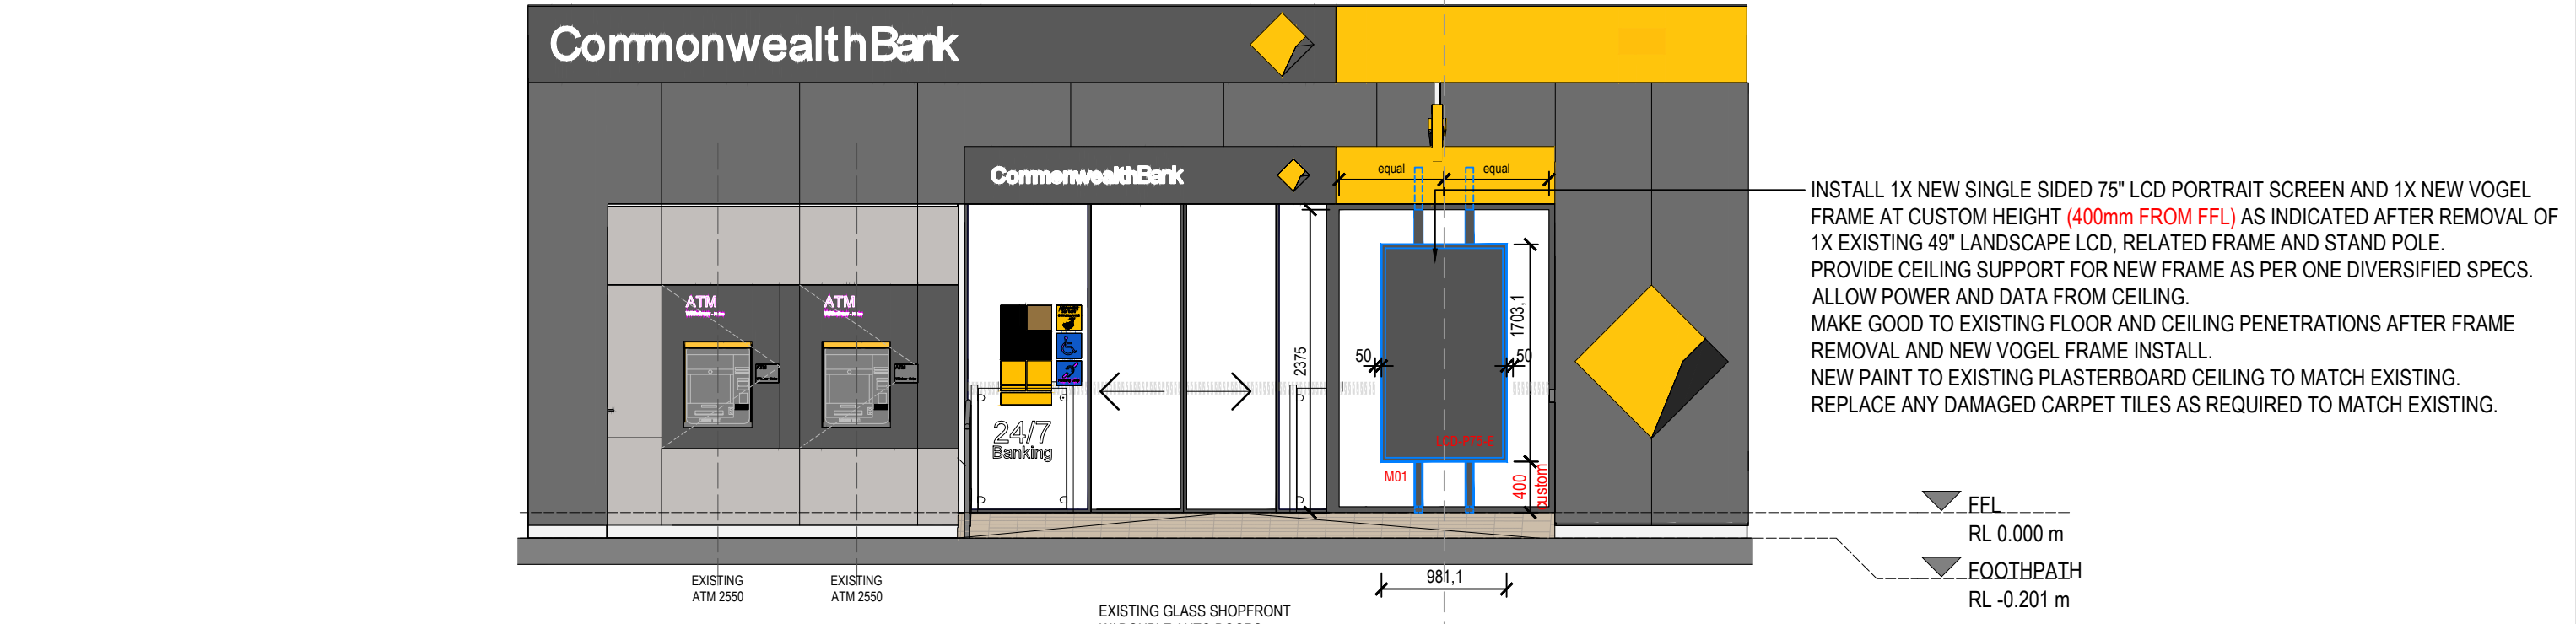 CommonwealthBank
CommonwealthBank
equal
equal
INSTALL 1X NEW SINGLE SIDED 75" LCD PORTRAIT SCREEN AND 1X NEW VOGEL
FRAME AT CUSTOM HEIGHT (400mm FROM FFL) AS INDICATED AFTER REMOVAL OF
1X EXISTING 49" LANDSCAPE LCD, RELATED FRAME AND STAND POLE.
PROVIDE CEILING SUPPORT FOR NEW FRAME AS PER ONE DIVERSIFIED SPECS.
ALLOW POWER AND DATA FROM CEILING.
MAKE GOOD TO EXISTING FLOOR AND CEILING PENETRATIONS AFTER FRAME
REMOVAL AND NEW VOGEL FRAME INSTALL.
NEW PAINT TO EXISTING PLASTERBOARD CEILING TO MATCH EXISTING.
REPLACE ANY DAMAGED CARPET TILES AS REQUIRED TO MATCH EXISTING.
ATM
ATM
2375
50
1703,1
50
24/7
Banking
LCD-P75-E
M01
400
custom
FFL
RL 0.000 m
FOOTHPATH
RL -0.201 m
981,1
EXISTING
ATM 2550
EXISTING
ATM 2550
EXISTING GLASS SHOPFRONT